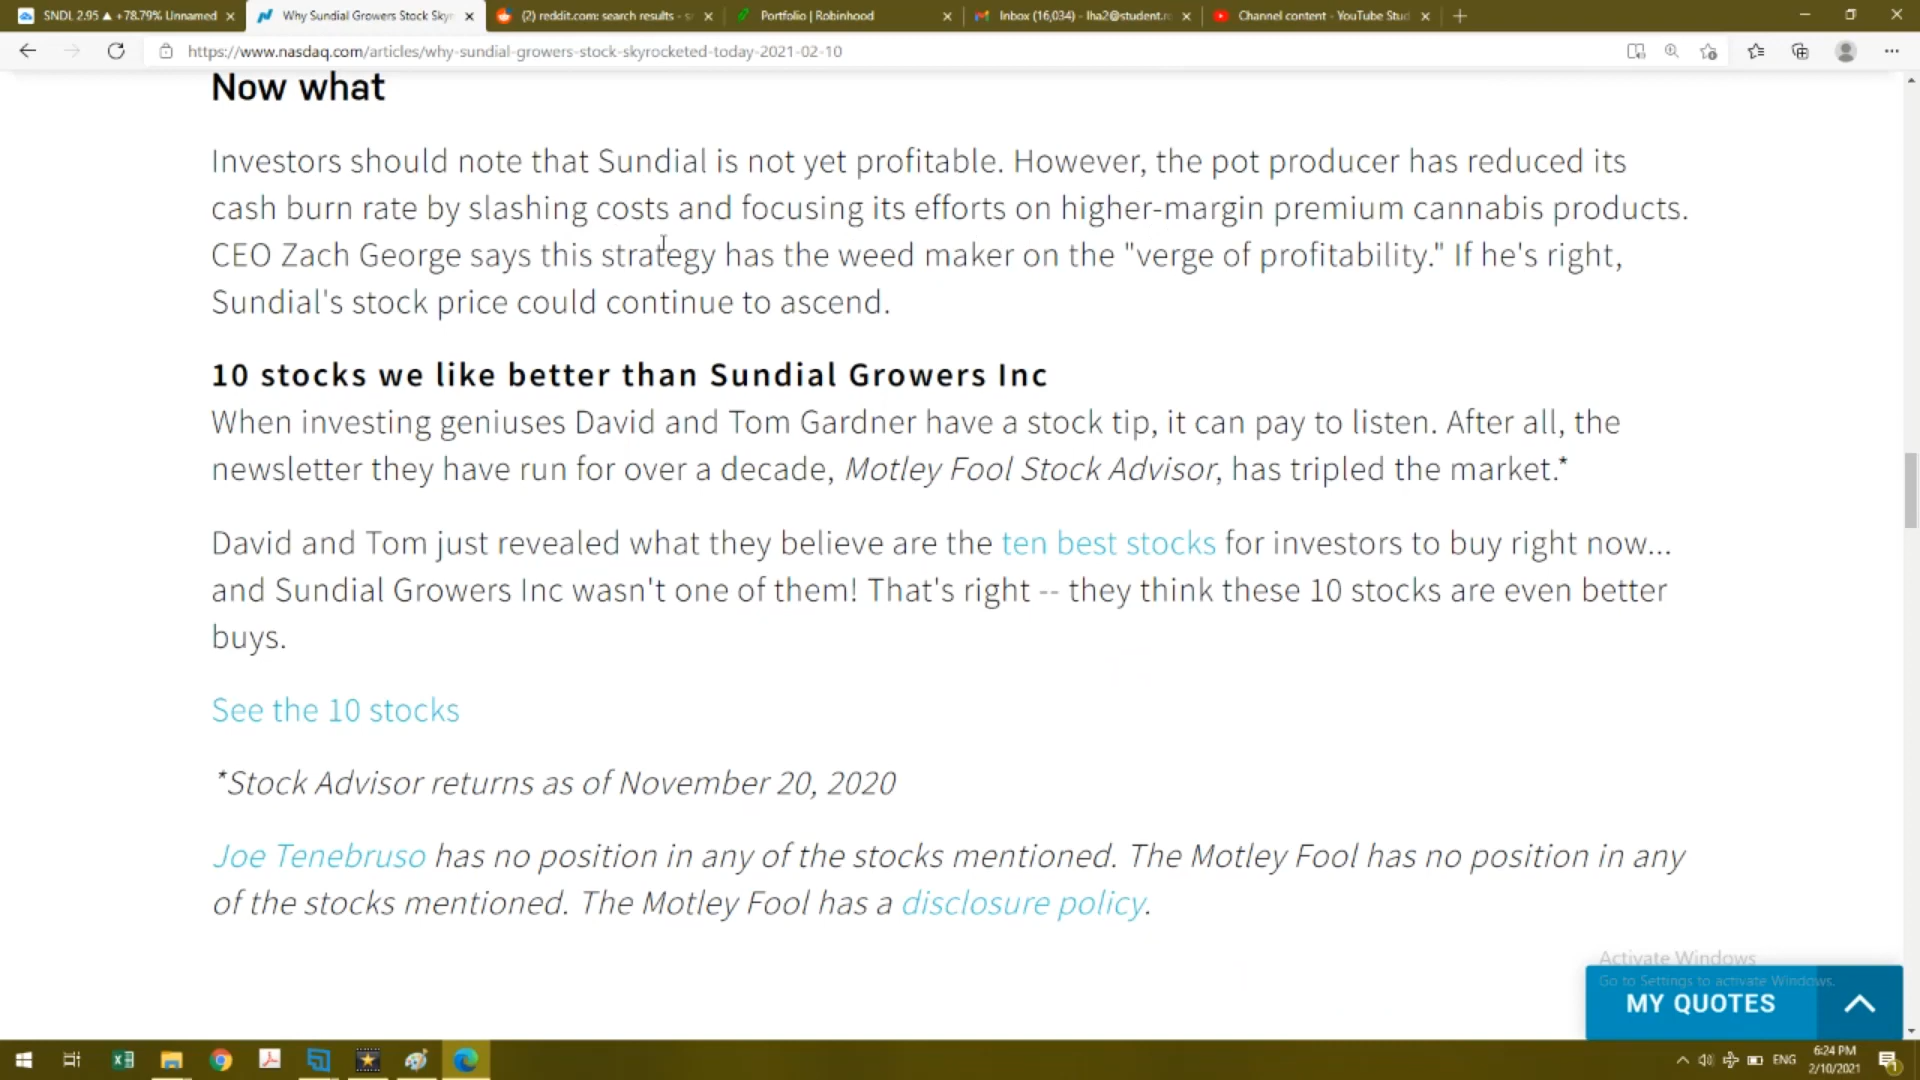 SNDL 2.95 ▲ +78.79% Unnamed
Why Sundial Growers Stock Sky
(2) reddit.com: search results - s
Portfolio | Robinhood
Inbox (16,034) - lha2@student.
Channel content - YouTube Stud
https://www.nasdaq.com/articles/why-sundial-growers-stock-skyrocketed-today-2021-02-10
Now what
Investors should note that Sundial is not yet profitable. However, the pot producer has reduced its
cash burn rate by slashing costs and focusing its efforts on higher-margin premium cannabis products.
CEO Zach George says this strategy has the weed maker on the "verge of profitability." If he's right,
Sundial's stock price could continue to ascend.
10 stocks we like better than Sundial Growers Inc
When investing geniuses David and Tom Gardner have a stock tip, it can pay to listen. After all, the
newsletter they have run for over a decade, Motley Fool Stock Advisor, has tripled the market.*
David and Tom just revealed what they believe are the ten best stocks for investors to buy right now...
and Sundial Growers Inc wasn't one of them! That's right -- they think these 10 stocks are even better
buys.
See the 10 stocks
*Stock Advisor returns as of November 20, 2020
Joe Tenebruso has no position in any of the stocks mentioned. The Motley Fool has no position in any
of the stocks mentioned. The Motley Fool has a disclosure policy.
Activate Windows
Go to Settings to activate Windows.
MY QUOTES
ENG
6:24 PM
2/10/2021